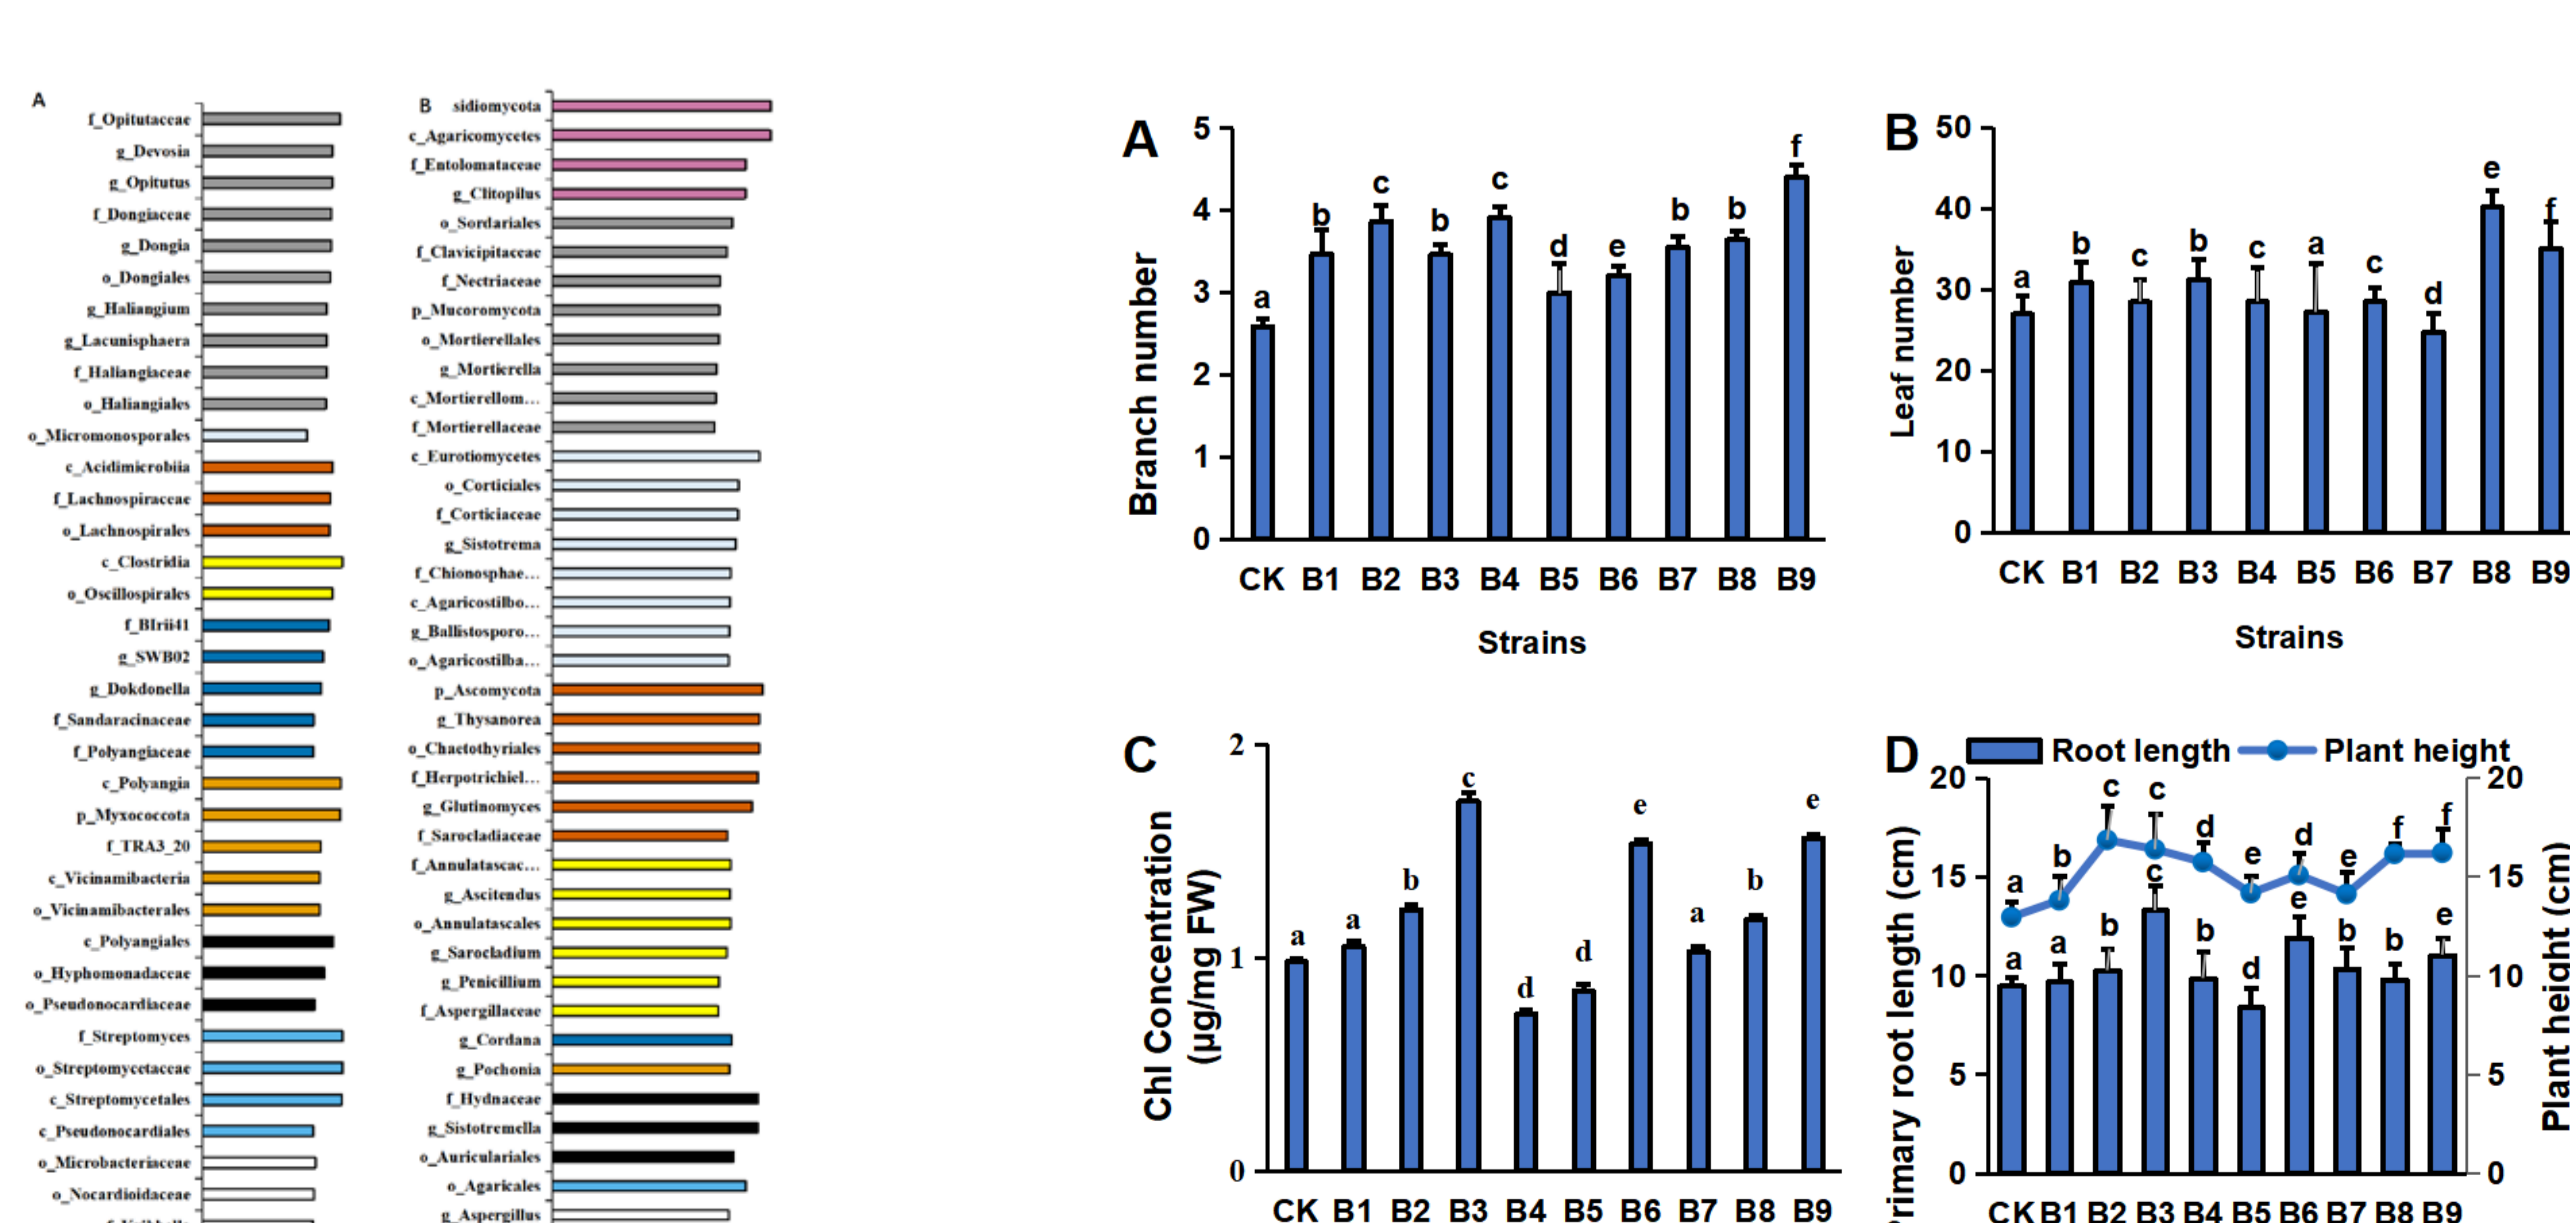 A
f_Opitutaceae
g_Devosia
g_Opitutus
f_Dongiaceae
g_Dongia
o_Dongiales
g_Haliangium
g_Lacunisphaera
f_Haliangiaceae
o_Haliangiales
o_Micromonosporales
c_Acidimicrobiia
f_Lachnospiraceae
o_Lachnospirales
c_Clostridia
o_Oscillospirales
f_BIrii41
g_SWB02
g_Dokdonella
f_Sandaracinaceae
f_Polyangiaceae
c_Polyangia
p_Myxococcota
f_TRA3_20
c_Vicinamibacteria
o_Vicinamibacterales
c_Polyangiales
o_Hyphomonadaceae
o_Pseudonocardiaceae
f_Streptomyces
o_Streptomycetaceae
c_Streptomycetales
c_Pseudonocardiales
o_Microbacteriaceae
o_Nocardioidaceae
B
sidiomycota
c_Agaricomycetes
f_Entolomataceae
g_Clitopilus
o_Sordariales
f_Clavicipitaceae
f_Nectriaceae
p_Mucoromycota
o_Mortierellales
g_Mortierella
c_Mortierellom...
f_Mortierellaceae
c_Eurotiomycetes
o_Corticiales
f_Corticiaceae
g_Sistotrema
f_Chionosphae...
c_Agaricostilbo...
g_Ballistosporo...
o_Agaricostilba...
p_Ascomycota
g_Thysanorea
o_Chaetothyriales
f_Herpotrichiel...
g_Glutinomyces
f_Sarocladiaceae
f_Annulatascac...
g_Ascitendus
o_Annulatascales
g_Sarocladium
g_Penicillium
f_Aspergillaceae
g_Cordana
g_Pochonia
f_Hydnaceae
g_Sistotremella
o_Auriculariales
o_Agaricales
g_Aspergillus
A
Branch number
5
4
3
2
1
0
a b c b c d e b b f
CK B1 B2 B3 B4 B5 B6 B7 B8 B9
Strains
B
Leaf number
50
40
30
20
10
0
a b c b c a c d e f
CK B1 B2 B3 B4 B5 B6 B7 B8 B9
Strains
C
Chl Concentration
(μg/mg FW)
2
1
0
a a b c d d e a b e
CK B1 B2 B3 B4 B5 B6 B7 B8 B9
D
Root length Plant height
Primary root length (cm)
20
15
10
5
0
a b c c d e d e f f
a a b c b d e b b e
20
15
10
5
0
Plant height (cm)
CK B1 B2 B3 B4 B5 B6 B7 B8 B9